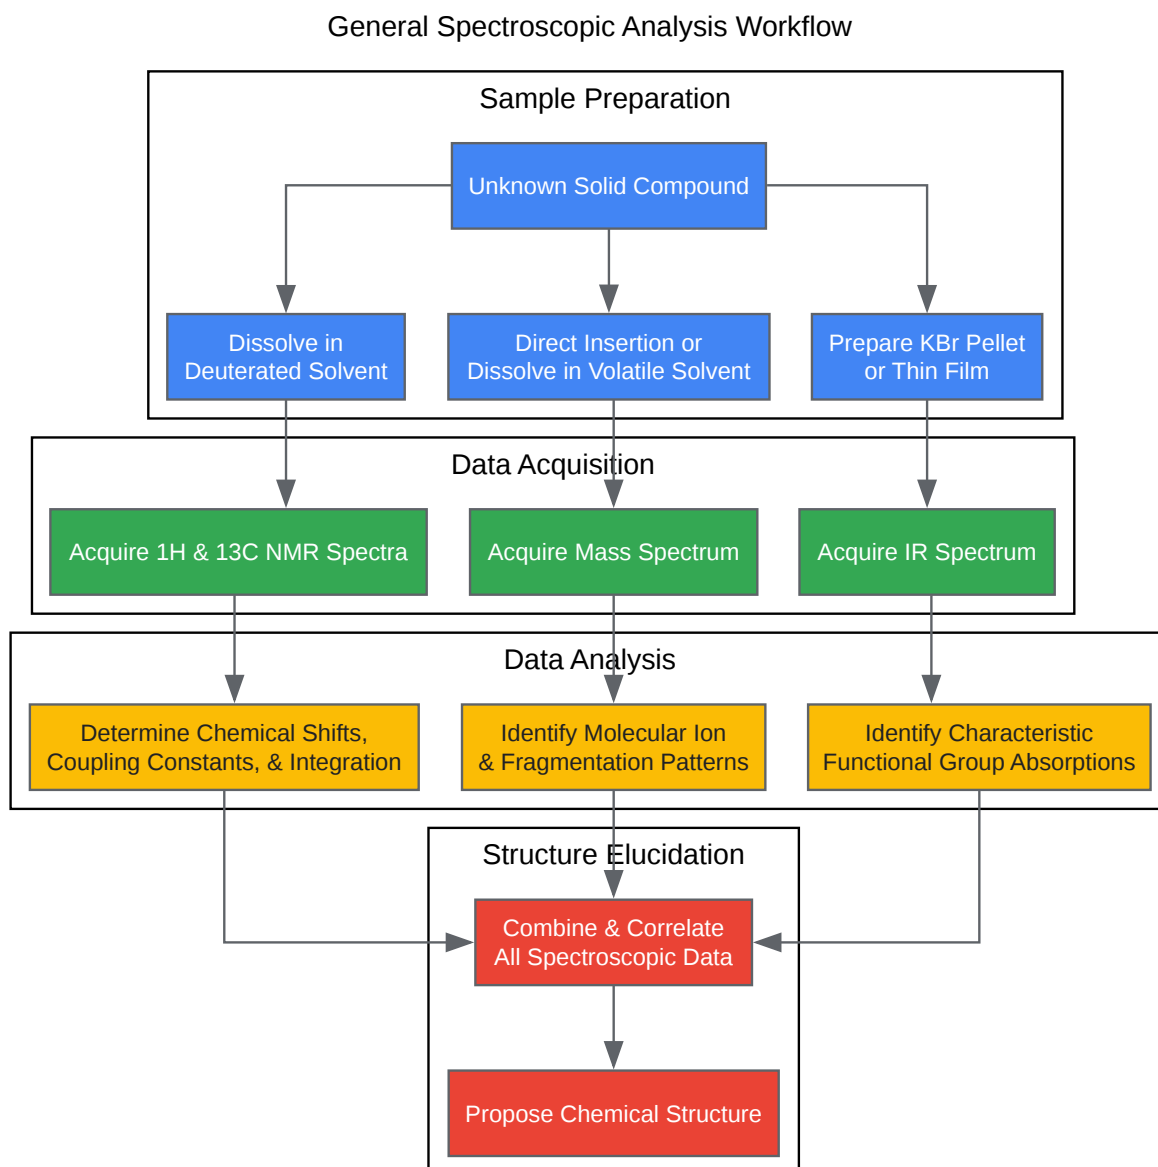 General Spectroscopic Analysis Workflow
Sample Preparation
Unknown Solid Compound
Dissolve in
Deuterated Solvent
Direct Insertion or
Dissolve in Volatile Solvent
Prepare KBr Pellet
or Thin Film
Data Acquisition
Acquire 1H & 13C NMR Spectra
Acquire Mass Spectrum
Acquire IR Spectrum
Data Analysis
Determine Chemical Shifts,
Coupling Constants, & Integration
Identify Molecular Ion
& Fragmentation Patterns
Identify Characteristic
Functional Group Absorptions
Structure Elucidation
Combine & Correlate
All Spectroscopic Data
Propose Chemical Structure